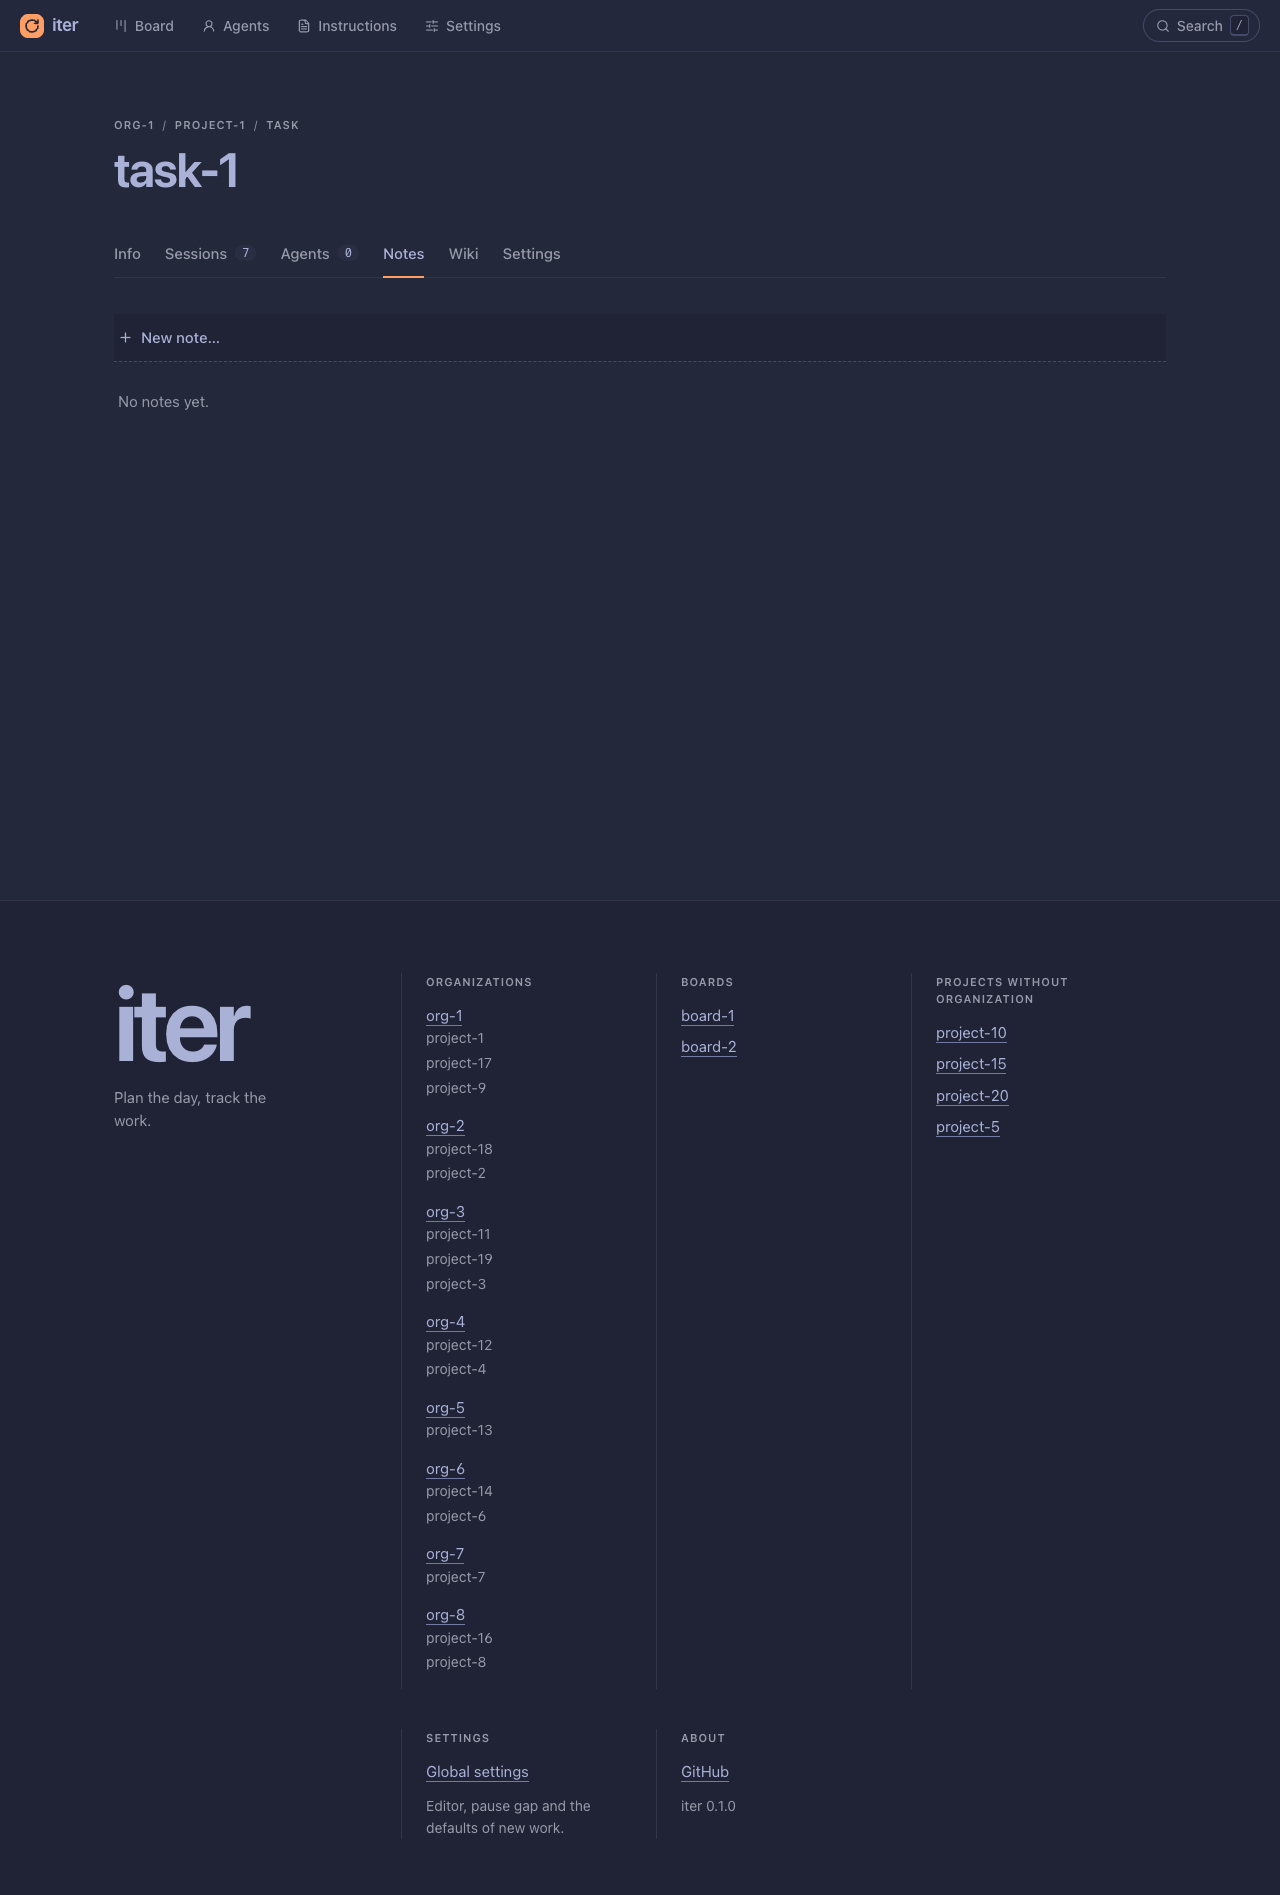 iter
Board
Agents
Instructions
Settings
Search /
ORG-1 / PROJECT-1 / TASK
task-1
Info
Sessions 7
Agents 0
Notes
Wiki
Settings
New note...
No notes yet.
iter
Plan the day, track the
work.
ORGANIZATIONS
org-1
project-1
project-17
project-9
org-2
project-18
project-2
org-3
project-11
project-19
project-3
org-4
project-12
project-4
org-5
project-13
org-6
project-14
project-6
org-7
project-7
org-8
project-16
project-8
BOARDS
board-1
board-2
PROJECTS WITHOUT
ORGANIZATION
project-10
project-15
project-20
project-5
SETTINGS
Global settings
Editor, pause gap and the
defaults of new work.
ABOUT
GitHub
iter 0.1.0